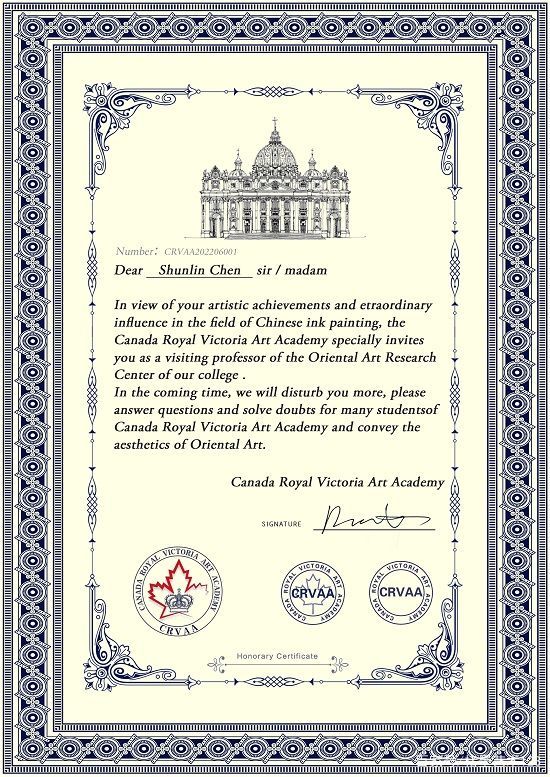 Number: CRVAA202206001
Dear Shunlin Chen sir / madam
In view of your artistic achievements and etraordinary
influence in the field of Chinese ink painting, the
Canada Royal Victoria Art Academy specially invites
you as a visiting professor of the Oriental Art Research
Center of our college .
In the coming time, we will disturb you more, please
answer questions and solve doubts for many studentsof
Canada Royal Victoria Art Academy and convey the
aesthetics of Oriental Art.
Canada Royal Victoria Art Academy
SIGNATURE
CANADA ROYAL VICTORIA ART ACADEMY
CRVAA
CANADA ROYAL VICTORIA ART ACADEMY
CRVAA
CANADA ROYAL VICTORIA ART ACADEMY
CRVAA
Honorary Certificate